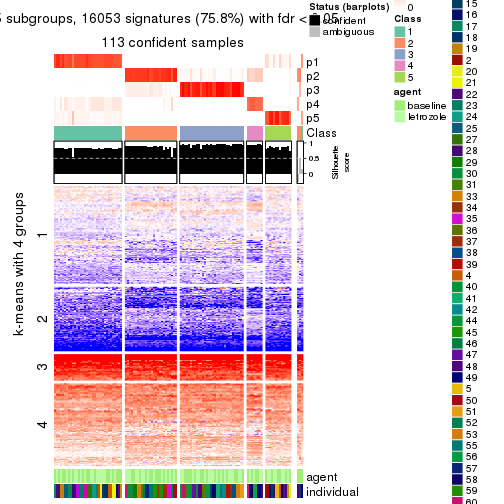 5 subgroups, 16053 signatures (75.8%) with fdr < 0.05
113 confident samples
p1
p2
p3
p4
p5
Class
1
0.5
0
Silhouette
score
k-means with 4 groups
1
2
3
4
agent
individual
Status (barplots)
confident
ambiguous
0
Class
1
2
3
4
5
agent
baseline
letrozole
15
16
17
18
19
2
20
21
22
23
24
25
27
28
29
30
31
33
34
35
36
37
38
39
4
40
41
42
44
45
46
47
48
49
5
50
51
52
53
55
56
57
58
59
60